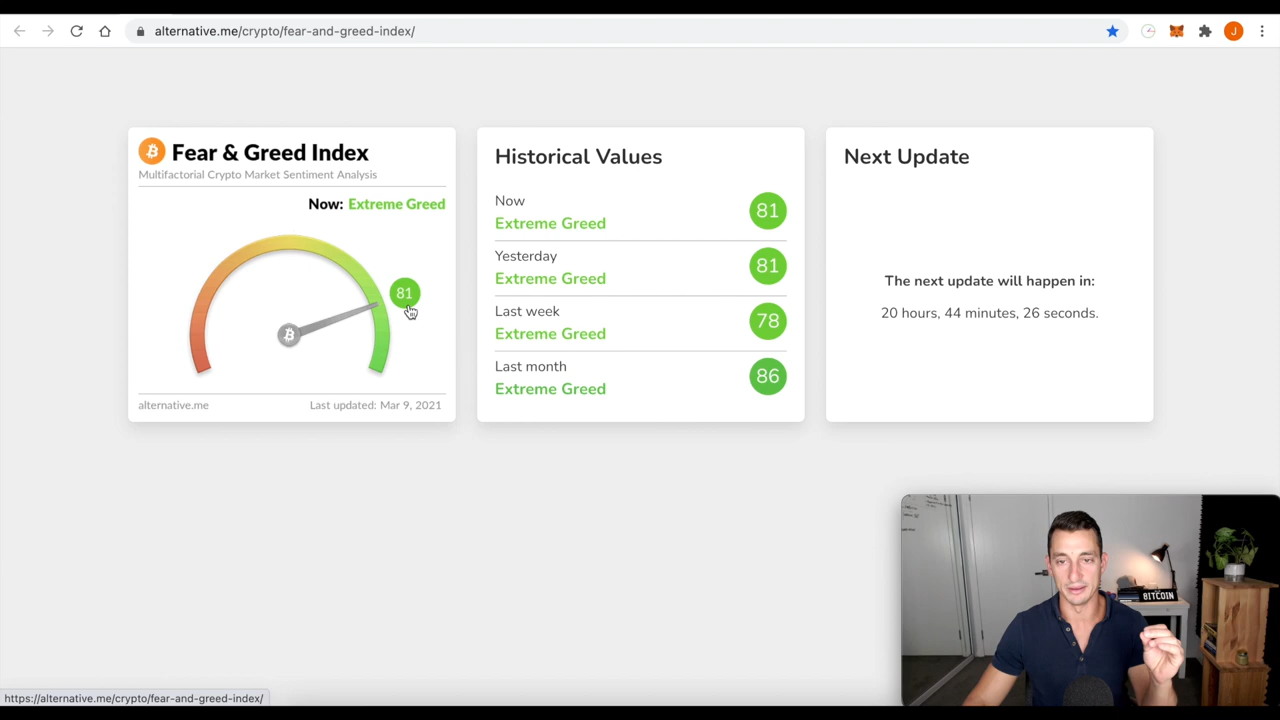 alternative.me/crypto/fear-and-greed-index/
J
Fear & Greed Index
Multifactorial Crypto Market Sentiment Analysis
Now: Extreme Greed
81
alternative.me
Last updated: Mar 9, 2021
Historical Values
Now
Extreme Greed
81
Yesterday
Extreme Greed
81
Last week
Extreme Greed
78
Last month
Extreme Greed
86
Next Update
The next update will happen in:
20 hours, 44 minutes, 26 seconds.
BITCOIN
https://alternative.me/crypto/fear-and-greed-index/